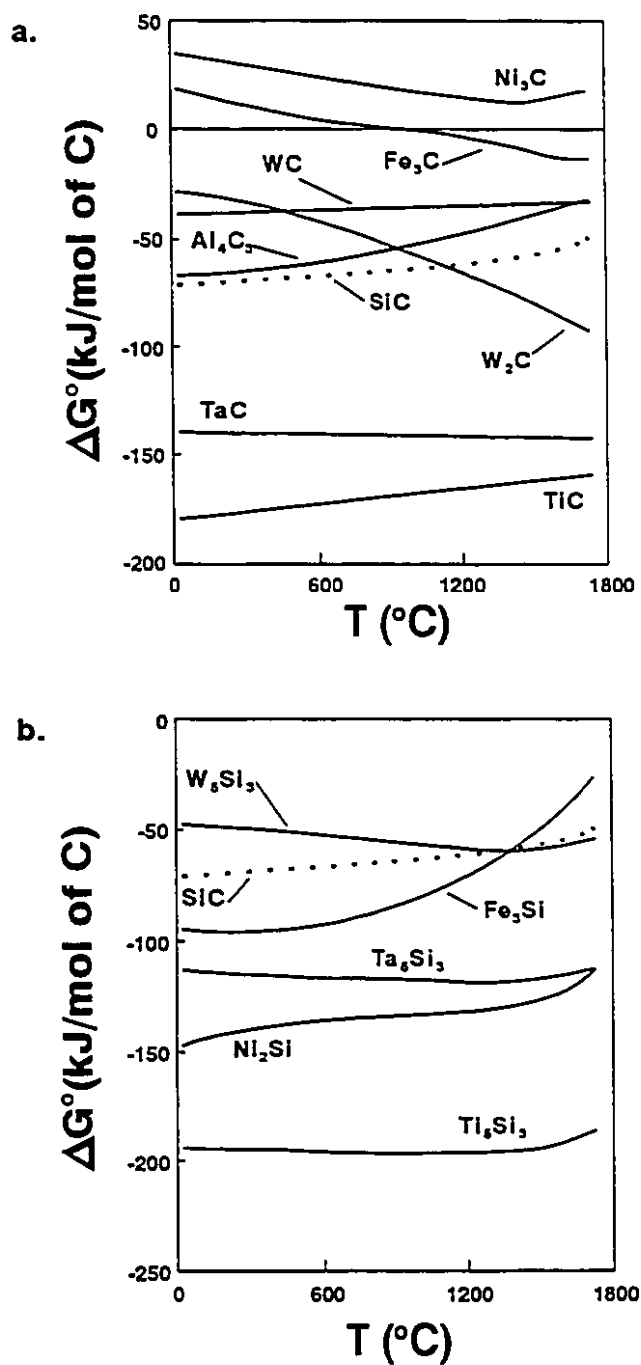 a.
50
0
-50
-100
-150
-200
ΔG°(kJ/mol of C)
Ni₃C
Fe₃C
WC
Al₄C₃
SiC
W₂C
TaC
TiC
0 600 1200 1800
T (°C)
b.
0
-50
-100
-150
-200
-250
ΔG°(kJ/mol of C)
W₅Si₃
SiC
Fe₃Si
Ta₅Si₃
Ni₂Si
Ti₅Si₃
0 600 1200 1800
T (°C)